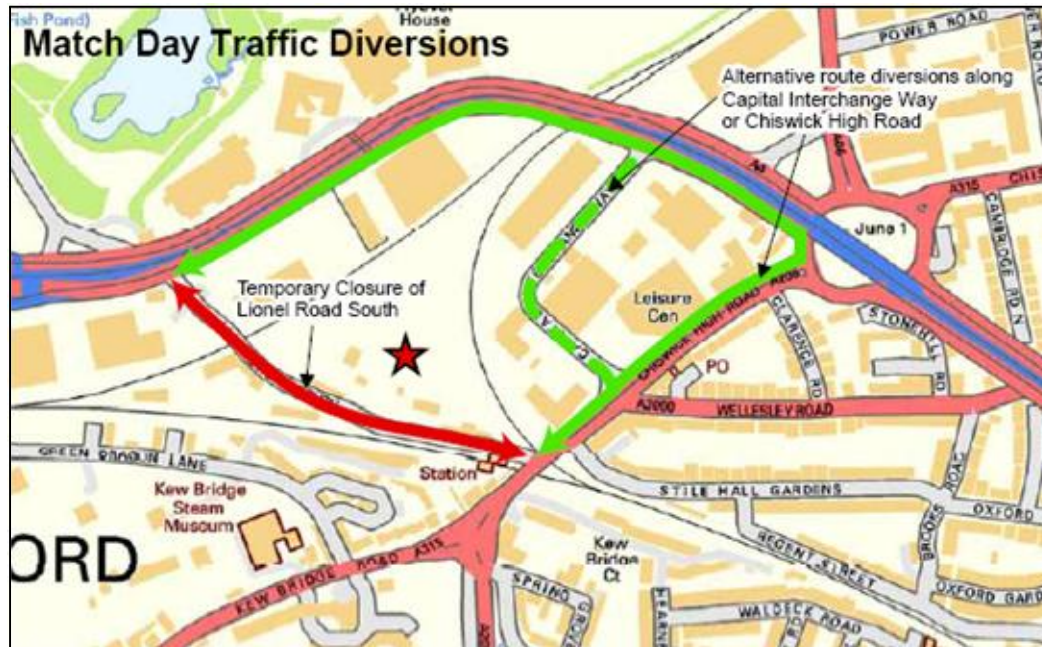 Fish Pond)
House
Match Day Traffic Diversions
POWER ROAD
Alternative route diversions along
Capital Interchange Way
or Chiswick High Road
A4
A315
CAMBRIDGE RD N
June 1
Temporary Closure of
Lionel Road South
Leisure
Cen
CHISWICK HIGH ROAD
CLARENCE RD
STONEHILL RD
PO
WELLESLEY ROAD
Station
GREEN DRAGON LANE
Kew Bridge
Steam
Museum
STILE HALL GARDENS
OXFORD
BROOKS
ROAD
REGENT STREET
ORD
KEW BRIDGE ROAD A315
Kew
Bridge
Ct
SPRING
WALDECK ROAD
OXFORD GARD